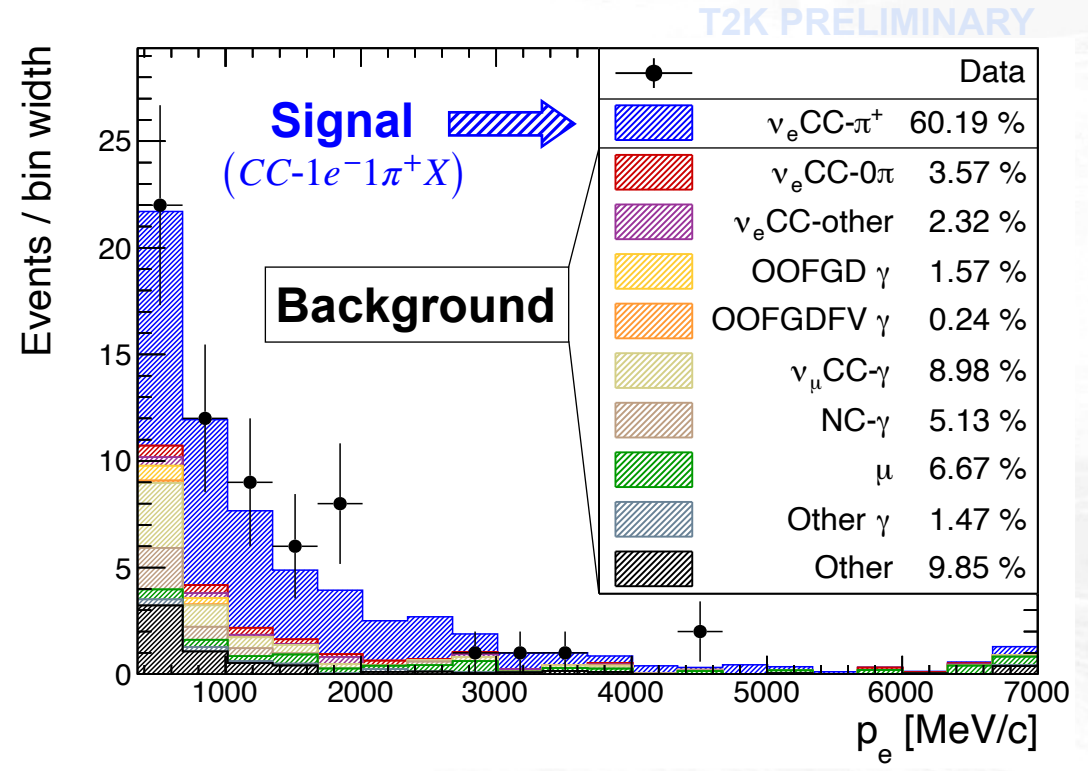 T2K PRELIMINARY
Events / bin width
25
20
15
10
5
0
Signal
(CC-1e⁻1π⁺X)
Background
Data
νₑCC-π⁺ 60.19 %
νₑCC-0π 3.57 %
νₑCC-other 2.32 %
OOFGD γ 1.57 %
OOFGDFV γ 0.24 %
ν_μCC-γ 8.98 %
NC-γ 5.13 %
μ 6.67 %
Other γ 1.47 %
Other 9.85 %
1000 2000 3000 4000 5000 6000 7000
pₑ [MeV/c]